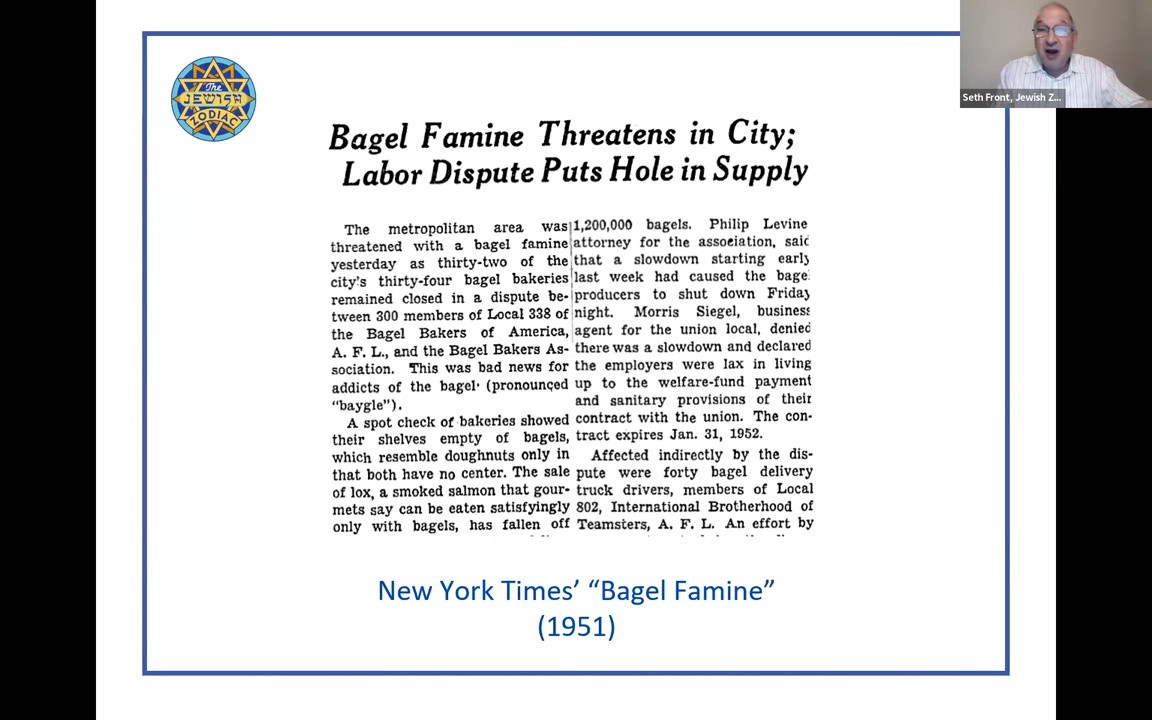 The
JEWISH
ZODIAC
Seth Front, Jewish Z...
Bagel Famine Threatens in City;
Labor Dispute Puts Hole in Supply
The metropolitan area was
threatened with a bagel famine
yesterday as thirty-two of the
city's thirty-four bagel bakeries
remained closed in a dispute be-
tween 300 members of Local 338 of
the Bagel Bakers of America,
A. F. L., and the Bagel Bakers As-
sociation. This was bad news for
addicts of the bagel (pronounced
"baygle").
A spot check of bakeries showed
their shelves empty of bagels,
which resemble doughnuts only in
that both have no center. The sale
of lox, a smoked salmon that gour-
mets say can be eaten satisfyingly
only with bagels, has fallen off
1,200,000 bagels. Philip Levine
attorney for the association, said
that a slowdown starting early
last week had caused the bage
producers to shut down Friday
night. Morris Siegel, business
agent for the union local, denied
there was a slowdown and declared
the employers were lax in living
up to the welfare-fund payment
and sanitary provisions of their
contract with the union. The con-
tract expires Jan. 31, 1952.
Affected indirectly by the dis-
pute were forty bagel delivery
truck drivers, members of Local
802, International Brotherhood of
Teamsters, A. F. L. An effort by
New York Times' "Bagel Famine"
(1951)